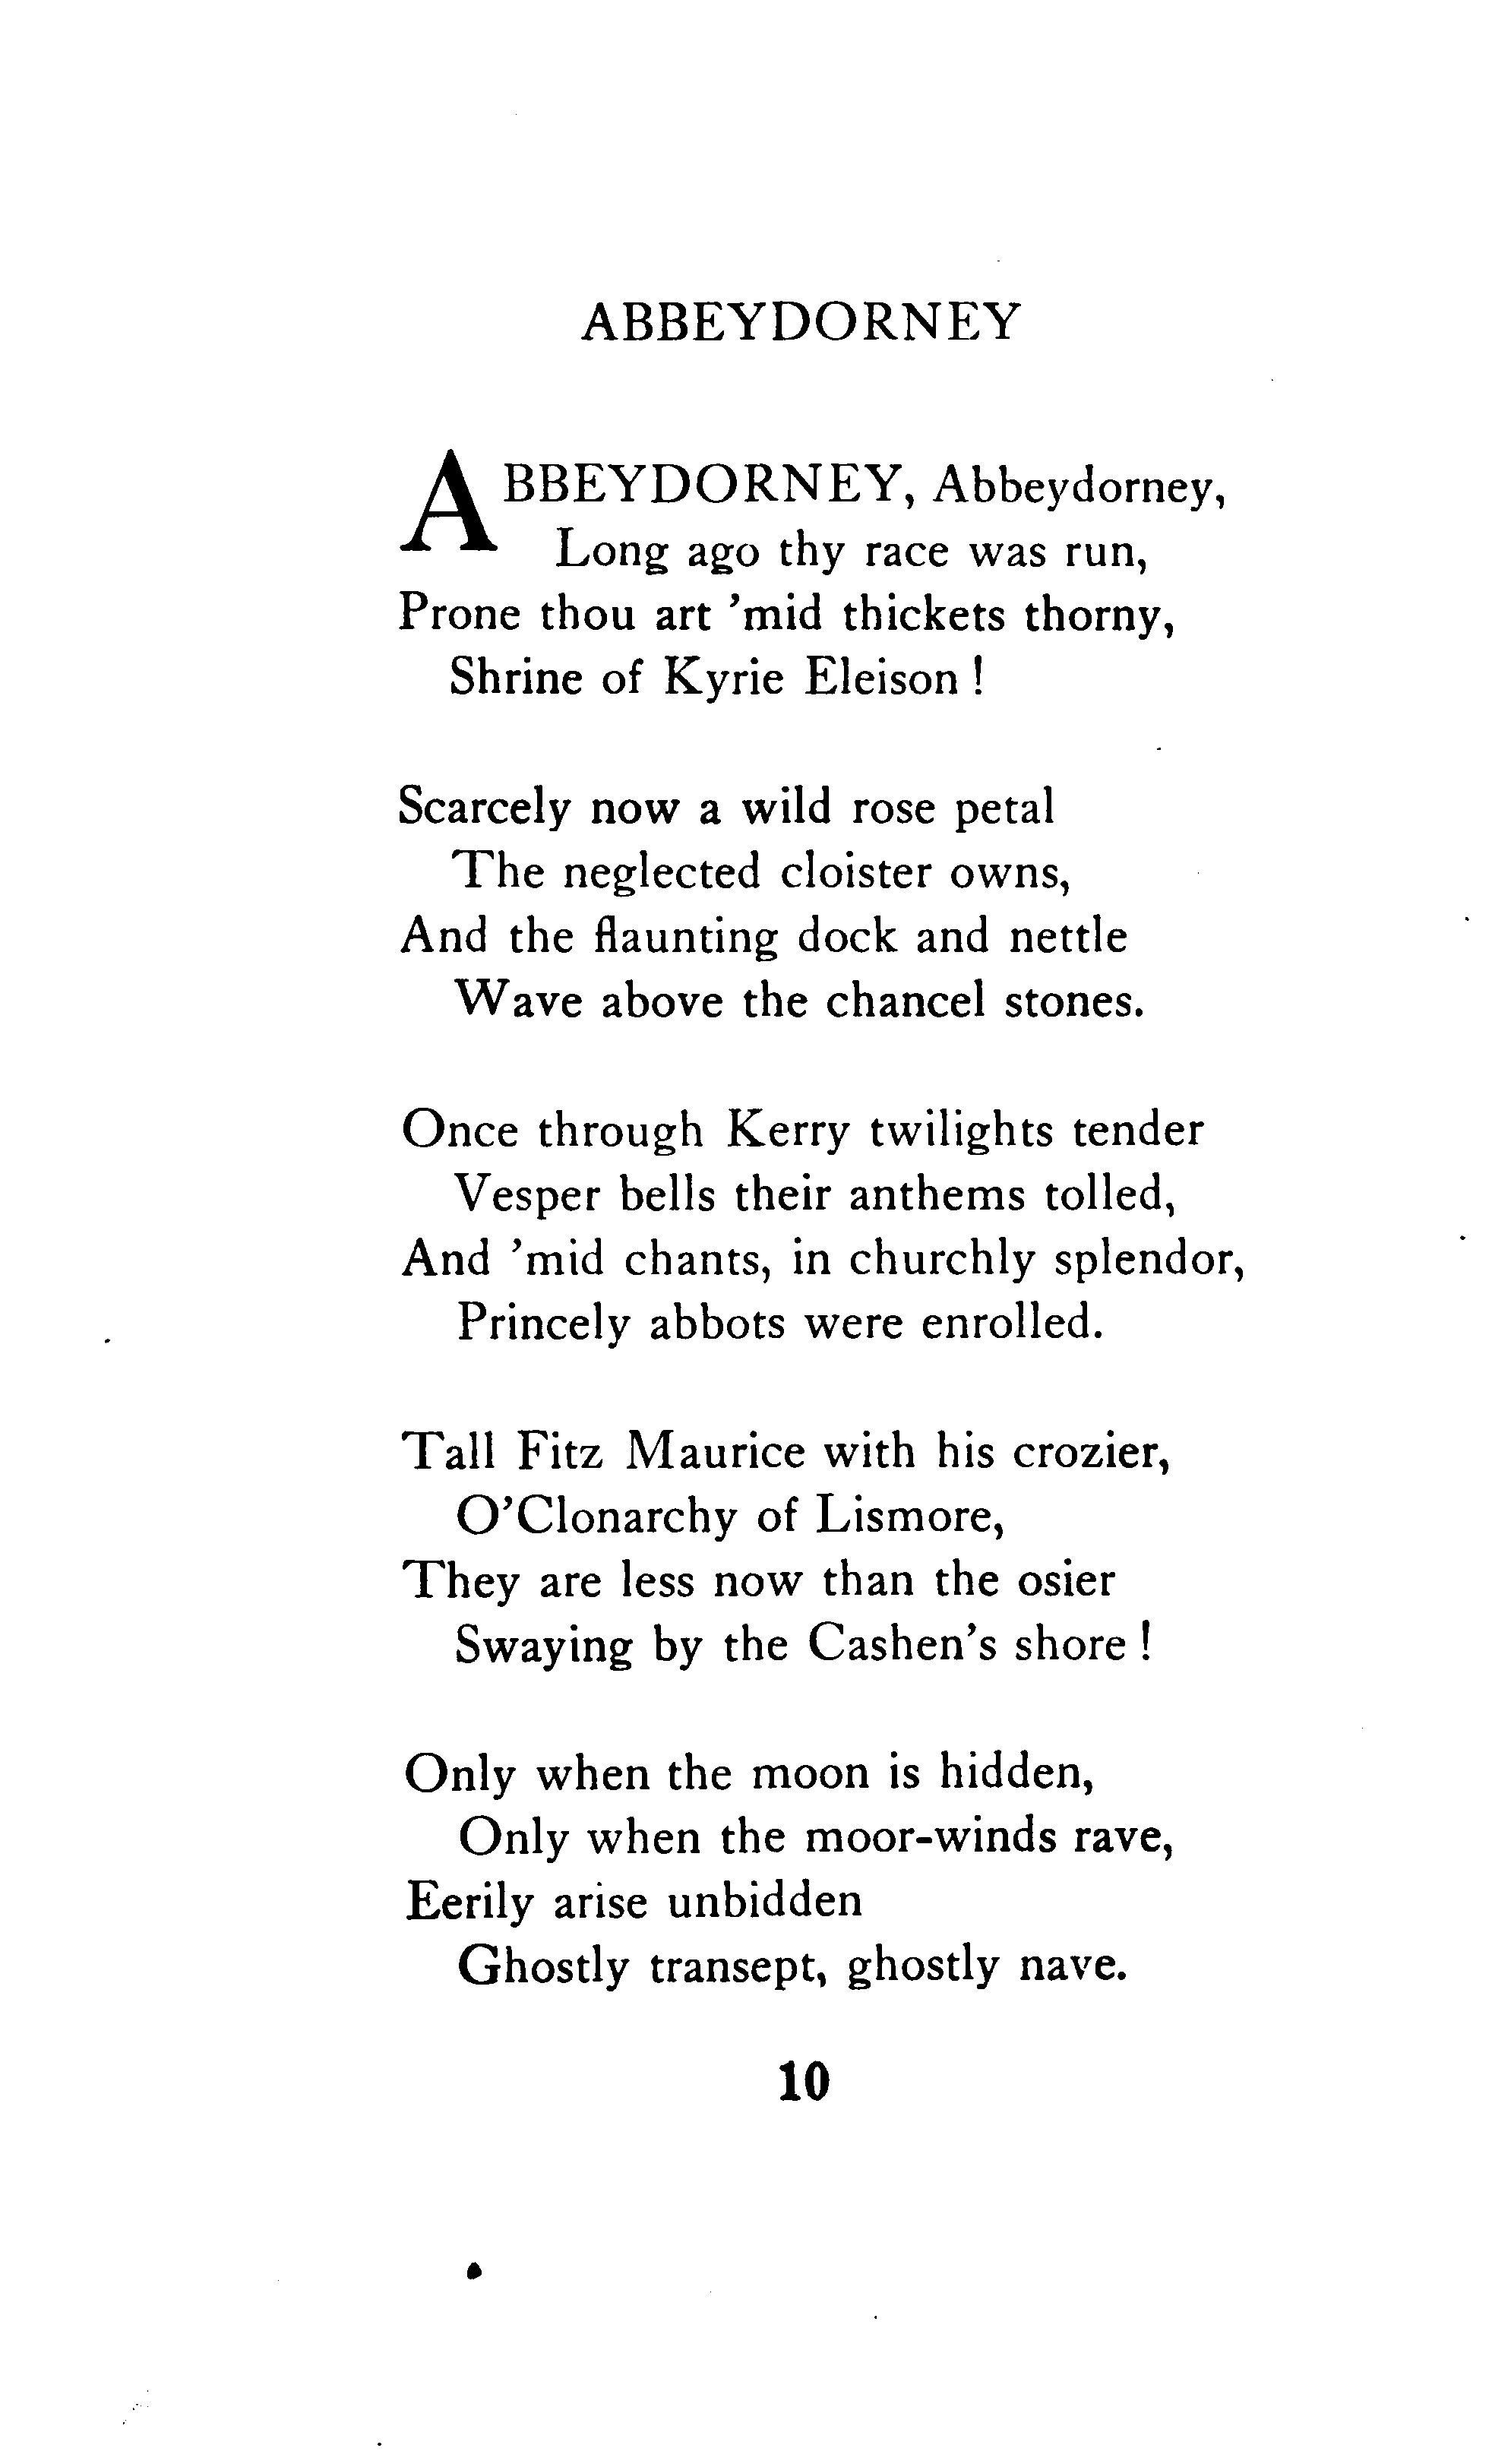 ABBEYDORNEY
ABBEYDORNEY, Abbeydorney,
Long ago thy race was run,
Prone thou art ’mid thickets thorny,
Shrine of Kyrie Eleison !
Scarcely now a wild rose petal
The neglected cloister owns,
And the flaunting dock and nettle
Wave above the chancel stones.
Once through Kerry twilights tender
Vesper bells their anthems tolled,
And ’mid chants, in churchly splendor,
Princely abbots were enrolled.
Tall Fitz Maurice with his crozier,
O’Clonarchy of Lismore,
They are less now than the osier
Swaying by the Cashen’s shore !
Only when the moon is hidden,
Only when the moor-winds rave,
Eerily arise unbidden
Ghostly transept, ghostly nave.
10